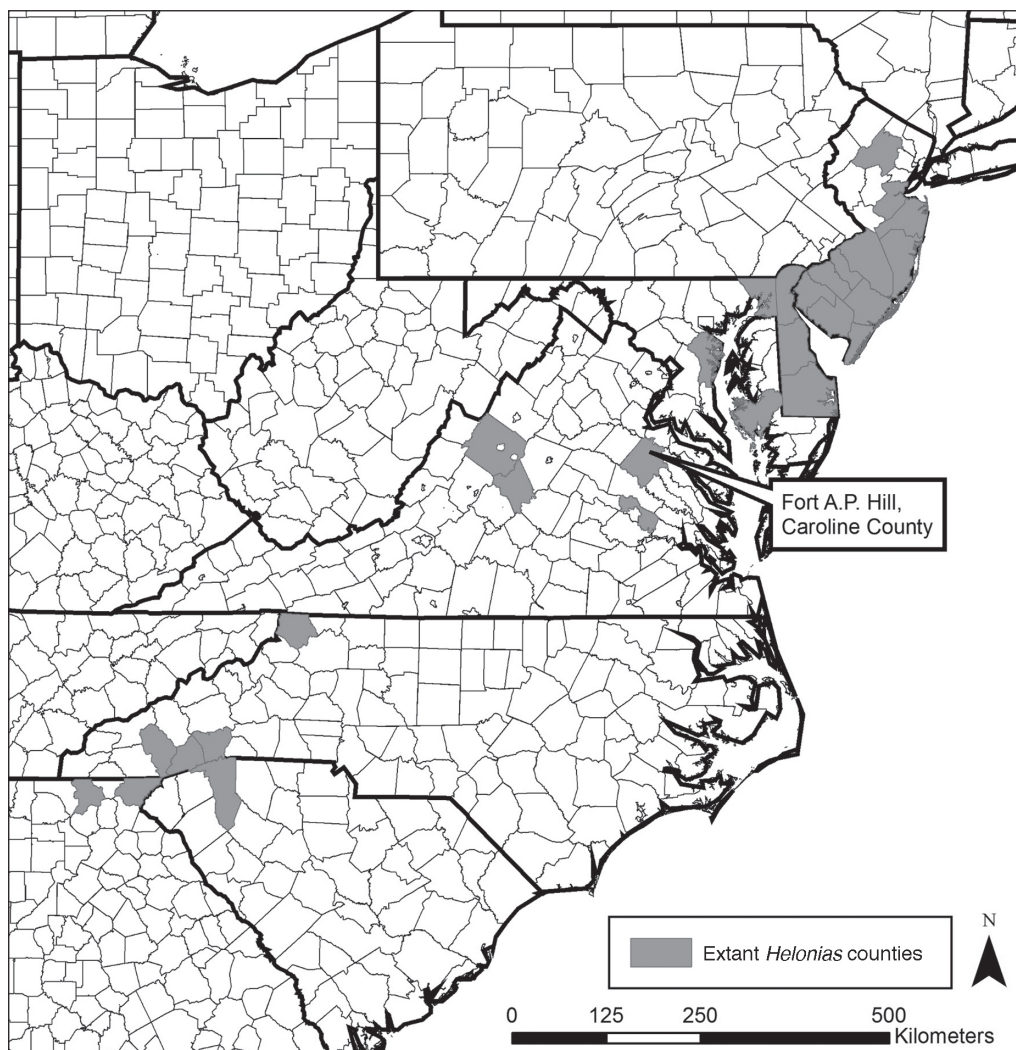 Fort A.P. Hill,
Caroline County
N
Extant Helonias counties
0 125 250 500
Kilometers